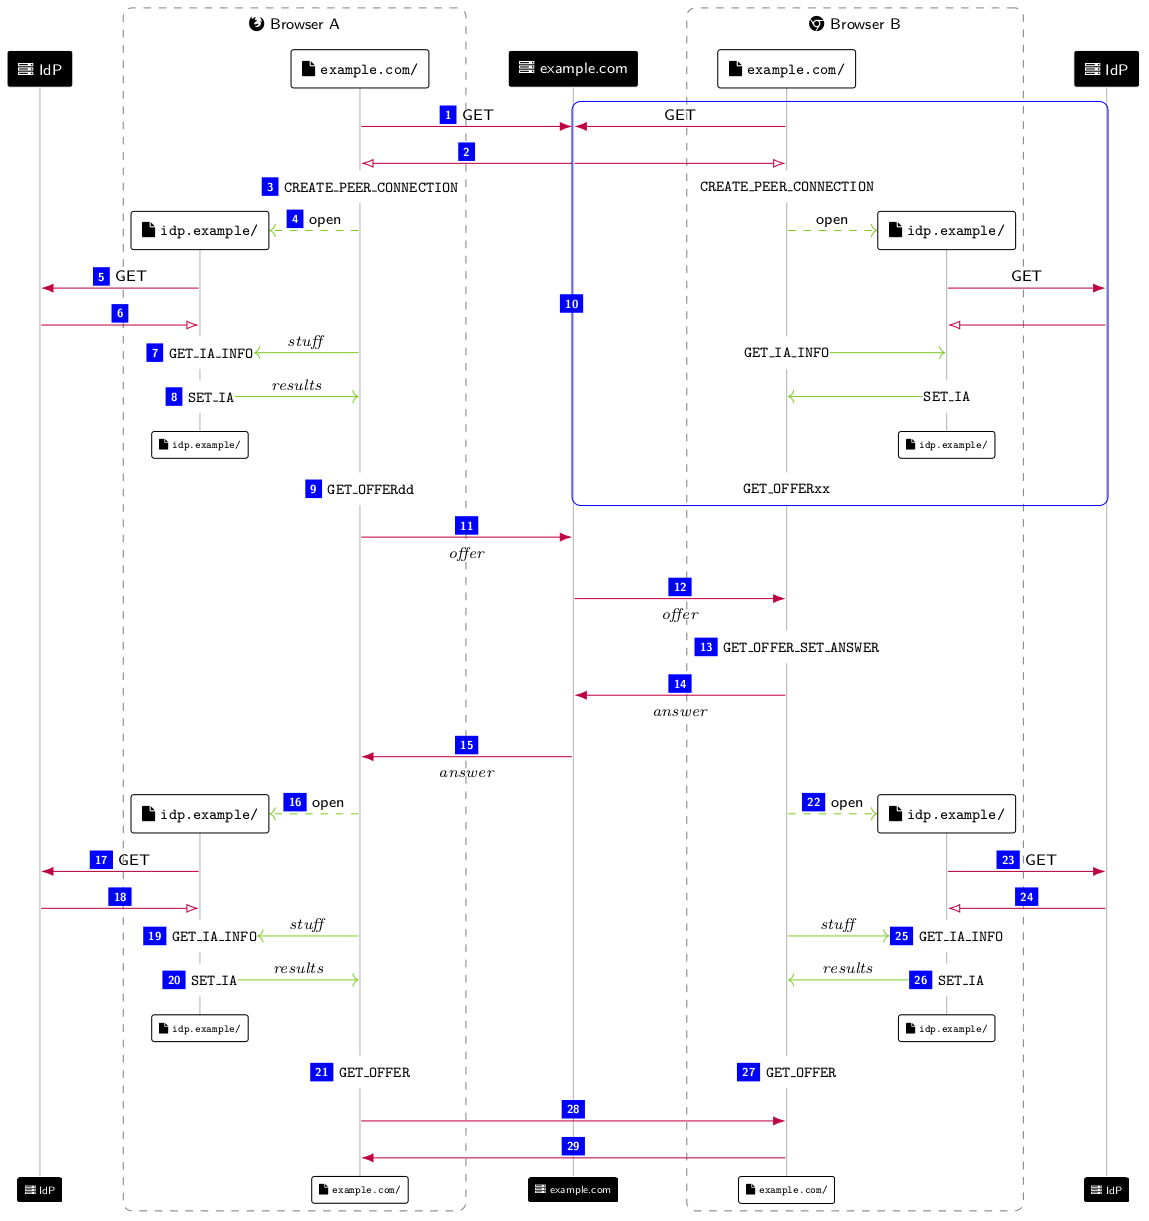 Browser A
Browser B
IdP
example.com/
example.com
example.com/
IdP
1 GET
GET
2
3 CREATE_PEER_CONNECTION
CREATE_PEER_CONNECTION
idp.example/
4 open
open
idp.example/
5 GET
GET
10
6
7 GET_IA_INFO
stuff
GET_IA_INFO
8 SET_IA
results
SET_IA
idp.example/
idp.example/
9 GET_OFFERdd
GET_OFFERxx
11
offer
12
offer
13 GET_OFFER_SET_ANSWER
14
answer
15
answer
idp.example/
16 open
22 open
idp.example/
17 GET
23 GET
18
24
19 GET_IA_INFO
stuff
stuff
25 GET_IA_INFO
20 SET_IA
results
results
26 SET_IA
idp.example/
idp.example/
21 GET_OFFER
27 GET_OFFER
28
29
IdP
example.com/
example.com
example.com/
IdP